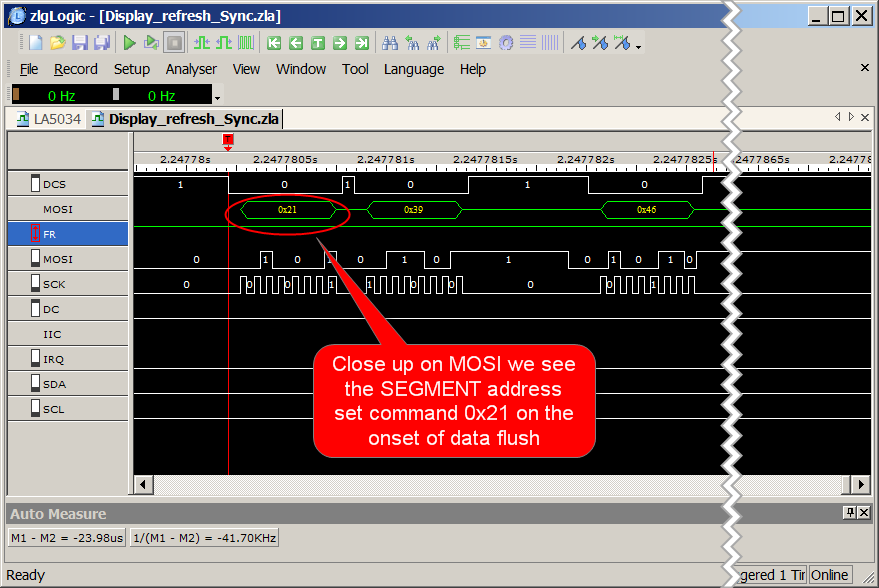 zlgLogic - [Display_refresh_Sync.zla]
File Record Setup Analyser View Window Tool Language Help
0 Hz 0 Hz
LA5034 Display_refresh_Sync.zla
2.24778s 2.2477805s 2.247781s 2.2477815s 2.24782s 2.2477825s 2477865s 2.24778
DCS 1 0 1 0 1 0
MOSI 0x21 0x39 0x46
FR
MOSI 0 1 0 1 0 1 0 1 0 1 0 1 0
SCK 0 0 0 1 1 0 0 0 0 1
DC
IIC
IRQ
SDA
SCL
Close up on MOSI we see
the SEGMENT address
set command 0x21 on the
onset of data flush
Auto Measure
M1 - M2 = -23.98us 1/(M1 - M2) = -41.70KHz
Ready gered 1 Tir Online